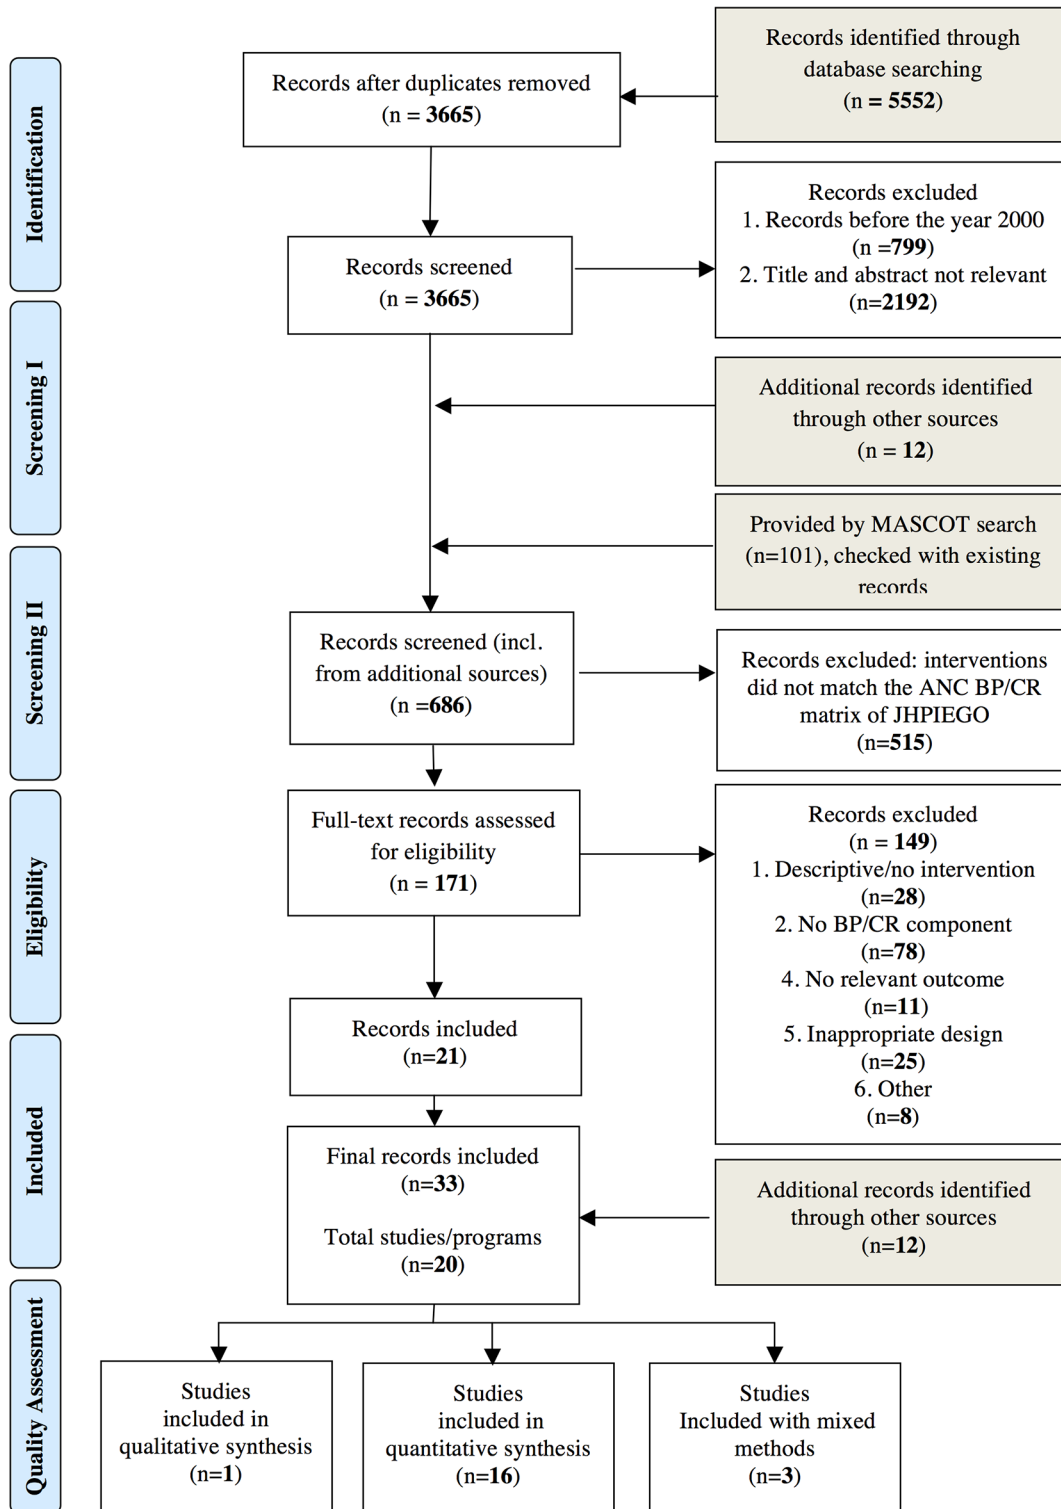 Identification
Screening I
Screening II
Eligibility
Included
Quality Assessment
Records identified through
database searching
(n = 5552)
Records after duplicates removed
(n = 3665)
Records screened
(n = 3665)
Records excluded
1. Records before the year 2000
(n =799)
2. Title and abstract not relevant
(n=2192)
Additional records identified
through other sources
(n = 12)
Provided by MASCOT search
(n=101), checked with existing
records
Records screened (incl.
from additional sources)
(n =686)
Records excluded: interventions
did not match the ANC BP/CR
matrix of JHPIEGO
(n=515)
Full-text records assessed
for eligibility
(n = 171)
Records excluded
(n = 149)
1. Descriptive/no intervention
(n=28)
2. No BP/CR component
(n=78)
4. No relevant outcome
(n=11)
5. Inappropriate design
(n=25)
6. Other
(n=8)
Records included
(n=21)
Final records included
(n=33)
Total studies/programs
(n=20)
Additional records identified
through other sources
(n=12)
Studies
included in
qualitative synthesis
(n=1)
Studies
included in
quantitative synthesis
(n=16)
Studies
Included with mixed
methods
(n=3)